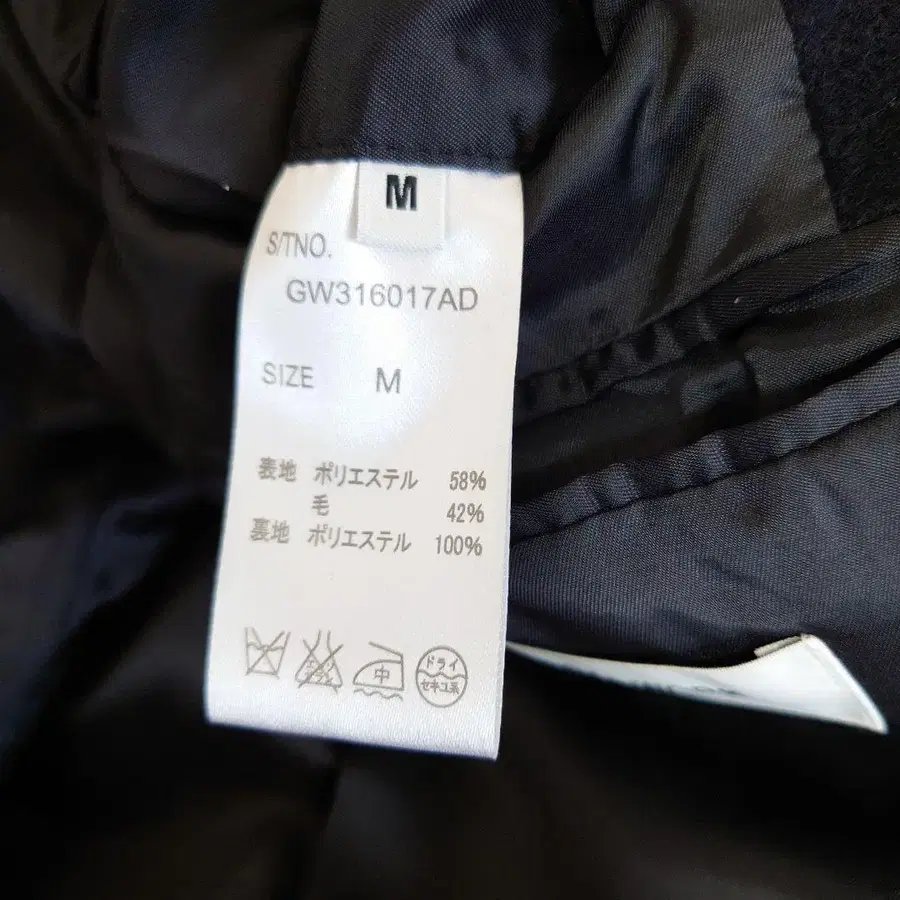 M
S/TNO.
GW316017AD
SIZE M
表地 ポリエステル 58%
毛 42%
裏地 ポリエステル 100%
中
ドライ
セキユ系